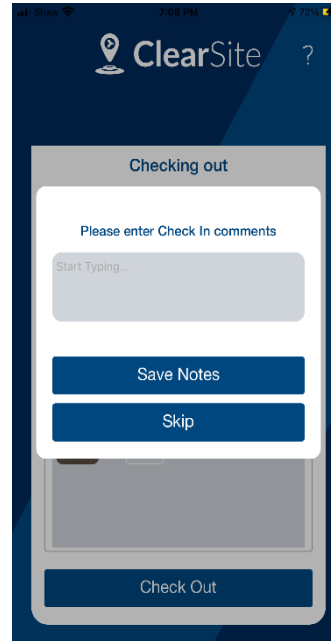 Shaw 7:08 PM 72%
ClearSite ?
Checking out
Please enter Check In comments
Start Typing...
Save Notes
Skip
Check Out